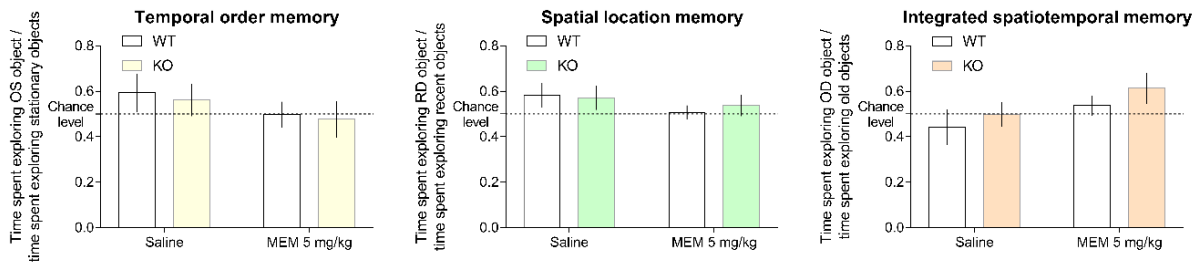 Temporal order memory
Time spent exploring OS object /
time spent exploring stationary objects
0.8
0.6
Chance
level
0.4
0.2
0.0
WT
KO
Saline
MEM 5 mg/kg
Spatial location memory
Time spent exploring RD object /
time spent exploring recent objects
0.8
0.6
Chance
level
0.4
0.2
0.0
WT
KO
Saline
MEM 5 mg/kg
Integrated spatiotemporal memory
Time spent exploring OD object /
time spent exploring old objects
0.8
0.6
Chance
level
0.4
0.2
0.0
WT
KO
Saline
MEM 5 mg/kg